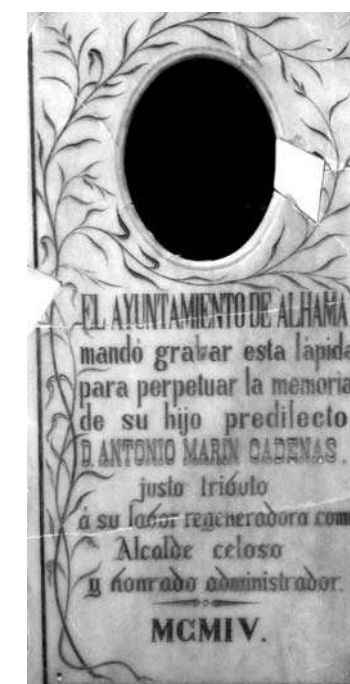 EL AYUNTAMIENTO DE ALHAMA
mandó grabar esta lápida
para perpetuar la memoria
de su hijo predilecto
D. ANTONIO MARIN CADENAS,
justo tributo
á su labor regeneradora com
Alcalde celoso
y honrado administrador.
MCMIV.